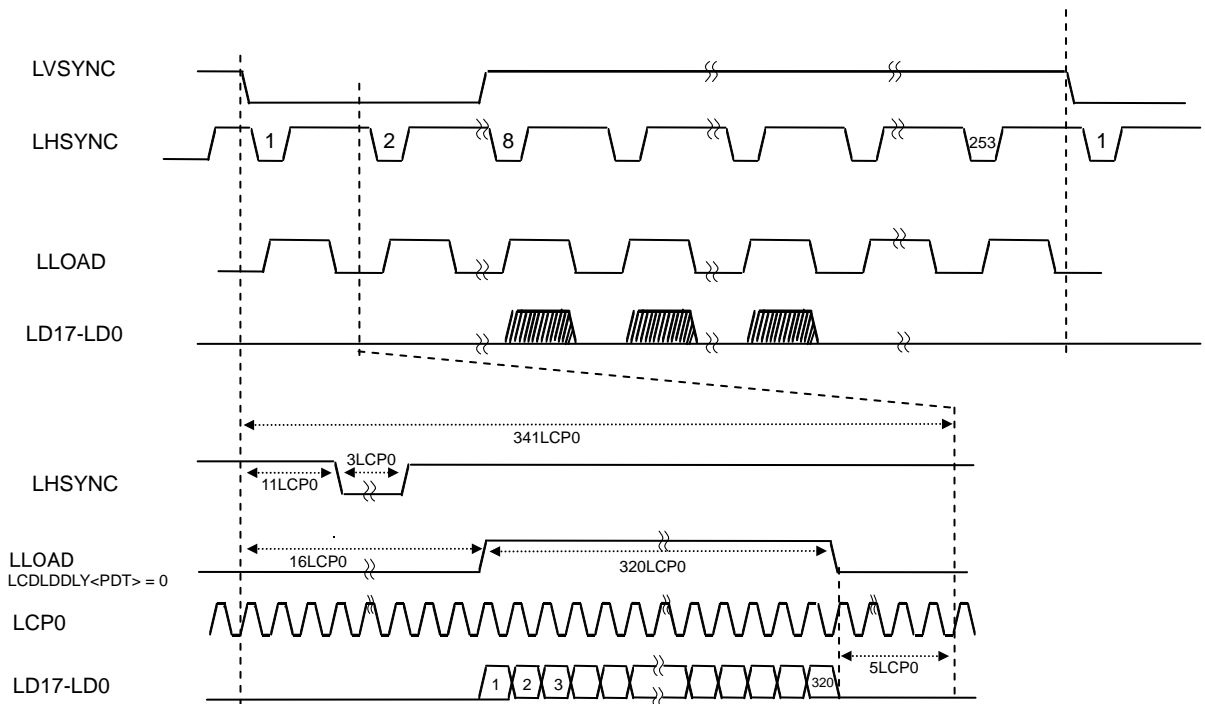 LVSYNC
LHSYNC
1
2
8
253
1
LLOAD
LD17-LD0
341LCP0
LHSYNC
11LCP0
3LCP0
LLOAD
LCDLDDLY<PDT> = 0
16LCP0
320LCP0
LCP0
5LCP0
LD17-LD0
1
2
3
320